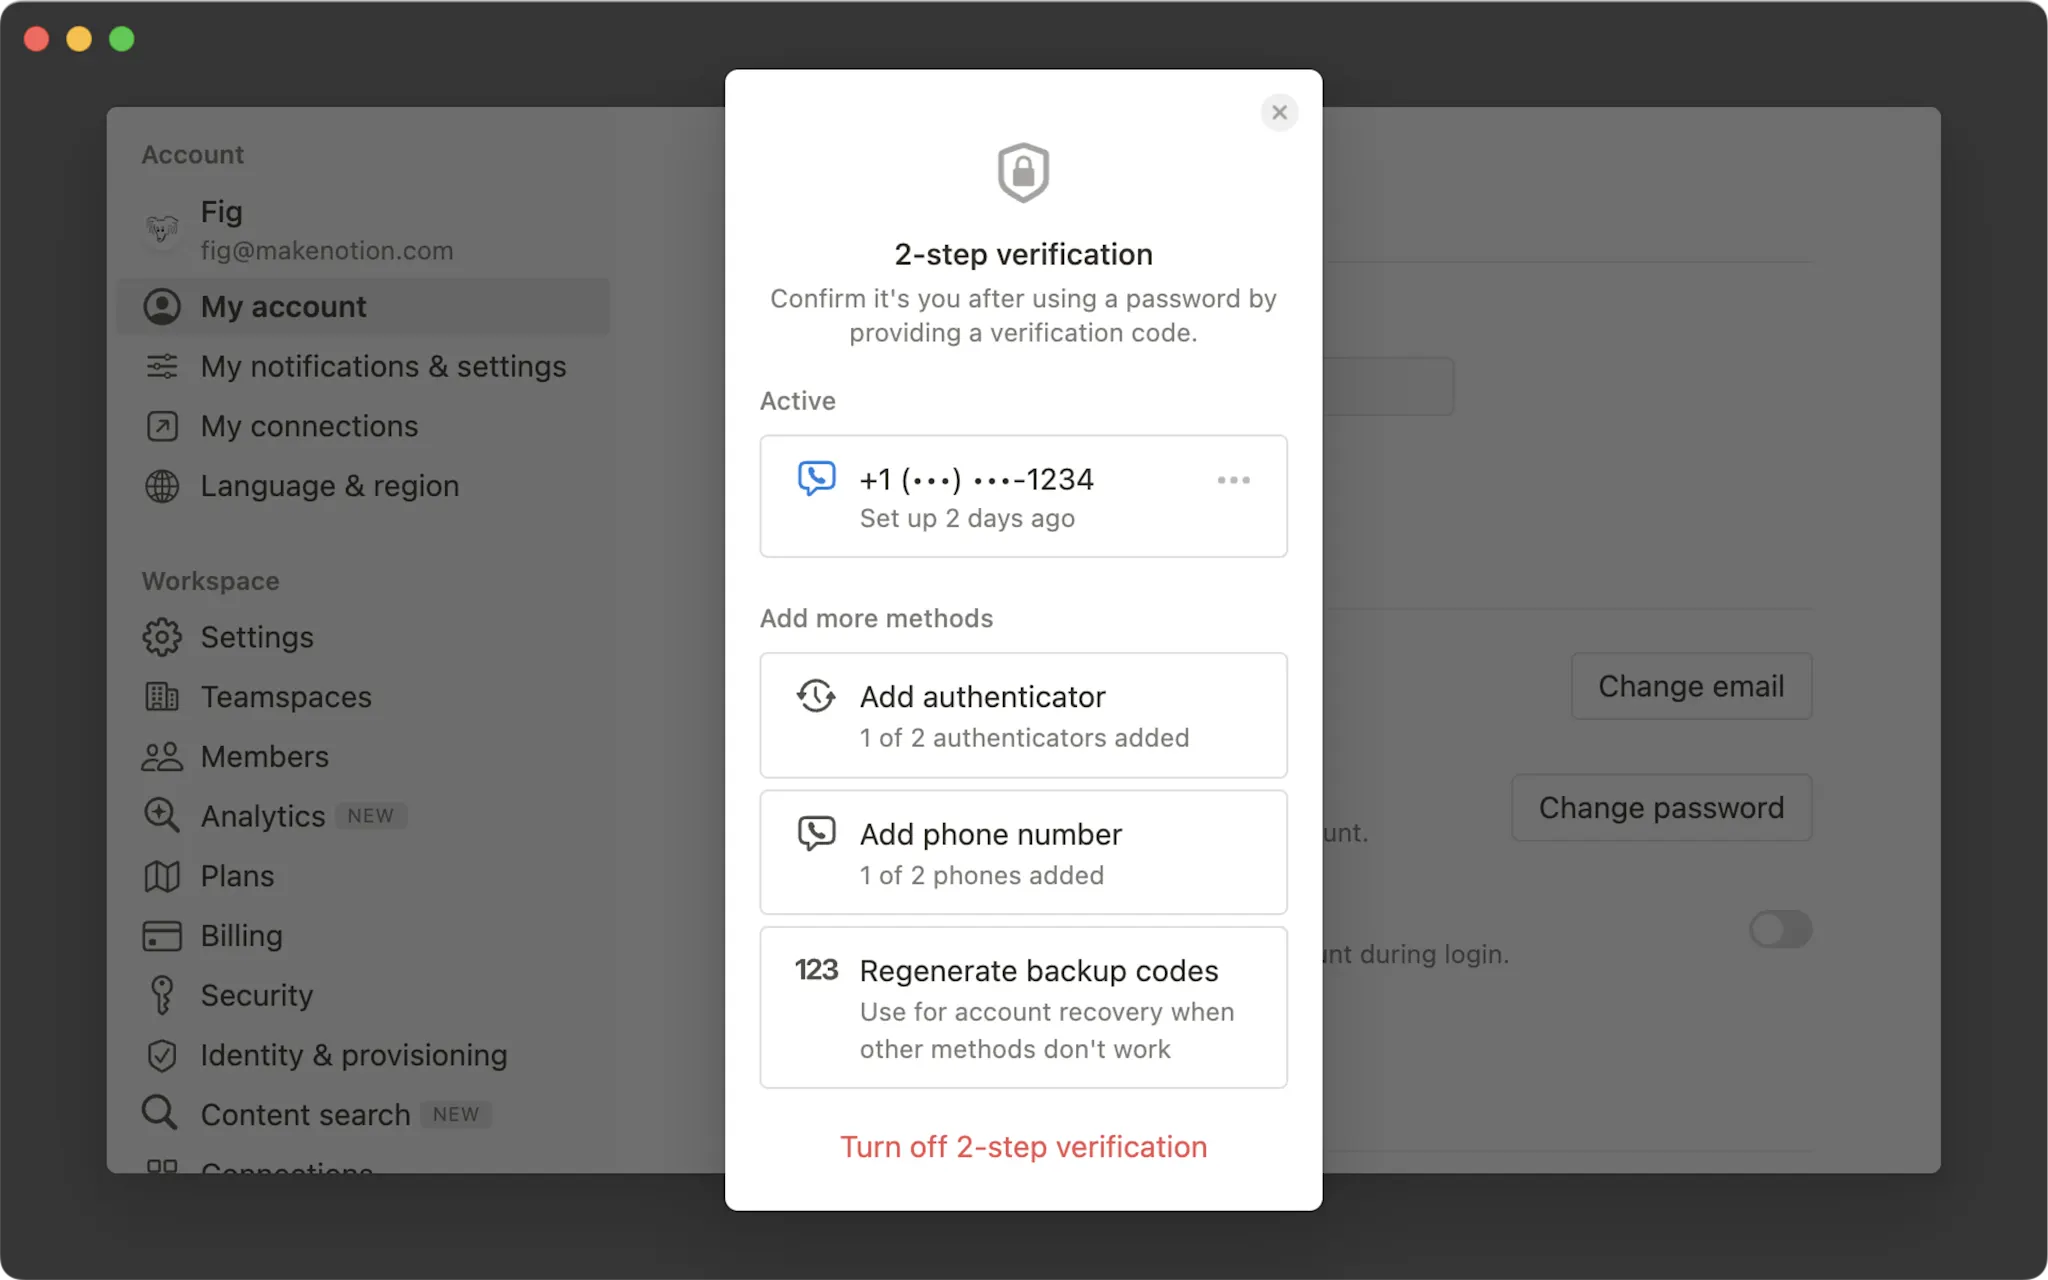 Account
Fig
fig@makenotion.com
My account
My notifications & settings
My connections
Language & region
Workspace
Settings
Teamspaces
Members
Analytics NEW
Plans
Billing
Security
Identity & provisioning
Content search NEW
Connections
2-step verification
Confirm it's you after using a password by
providing a verification code.
Active
+1 (•••) •••-1234
Set up 2 days ago
Add more methods
Add authenticator
1 of 2 authenticators added
Add phone number
1 of 2 phones added
123 Regenerate backup codes
Use for account recovery when
other methods don't work
Turn off 2-step verification
Change email
Change password
unt.
nt during login.